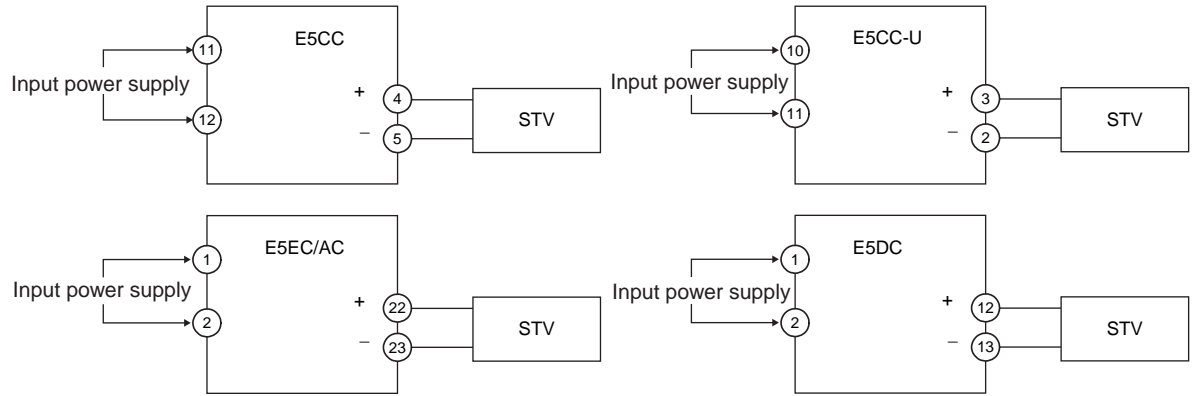 E5CC
11
Input power supply
12
+
4
–
5
STV
E5CC-U
10
Input power supply
11
+
3
–
2
STV
E5EC/AC
1
Input power supply
2
+
22
–
23
STV
E5DC
1
Input power supply
2
+
12
–
13
STV